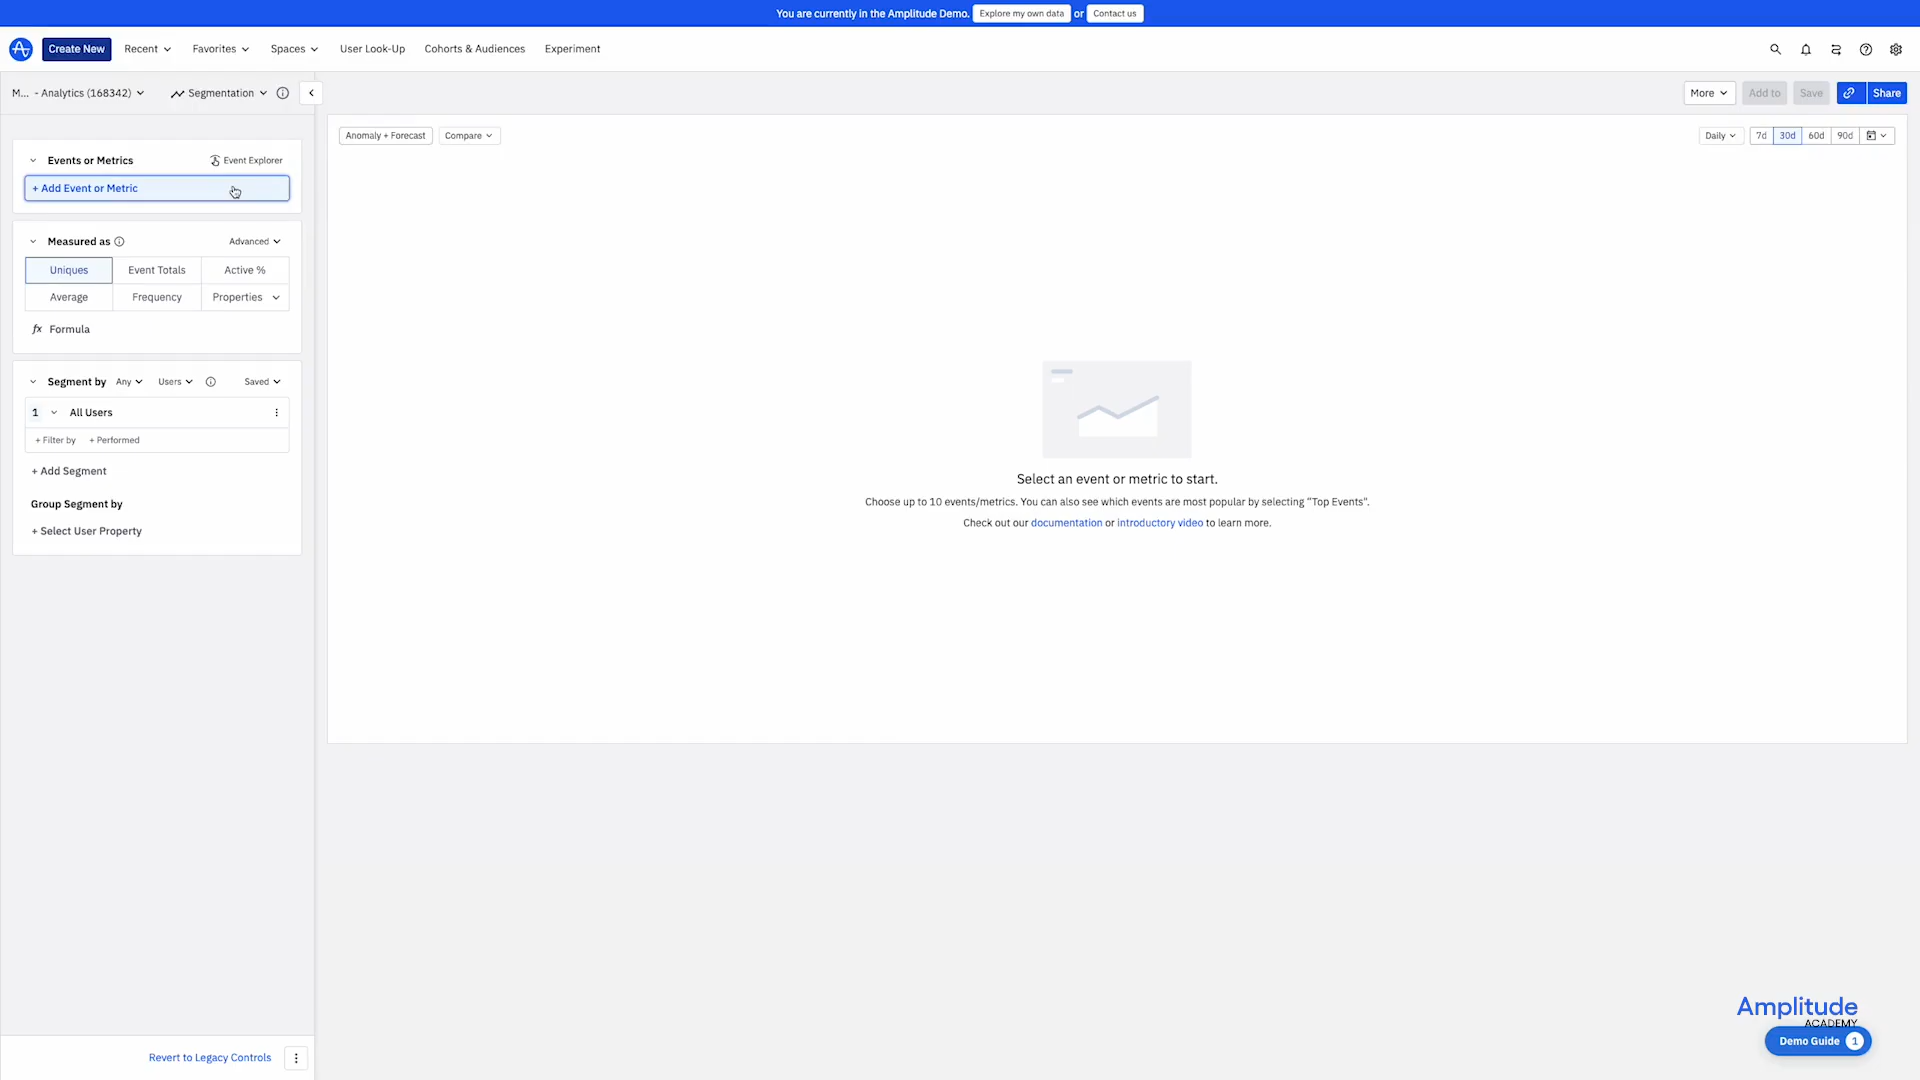 You are currently in the Amplitude Demo. Explore my own data or Contact us
Create New Recent Favorites Spaces User Look-Up Cohorts & Audiences Experiment
M... - Analytics (168342) Segmentation More Add to Save Share
Anomaly + Forecast Compare Daily 7d 30d 60d 90d
Events or Metrics Event Explorer
+ Add Event or Metric
Measured as Advanced
Uniques Event Totals Active %
Average Frequency Properties
fx Formula
Segment by Any Users Saved
1 All Users
+ Filter by + Performed
+ Add Segment
Group Segment by
+ Select User Property
Select an event or metric to start.
Choose up to 10 events/metrics. You can also see which events are most popular by selecting “Top Events”.
Check out our documentation or introductory video to learn more.
Amplitude
ACADEMY
Demo Guide 1
Revert to Legacy Controls